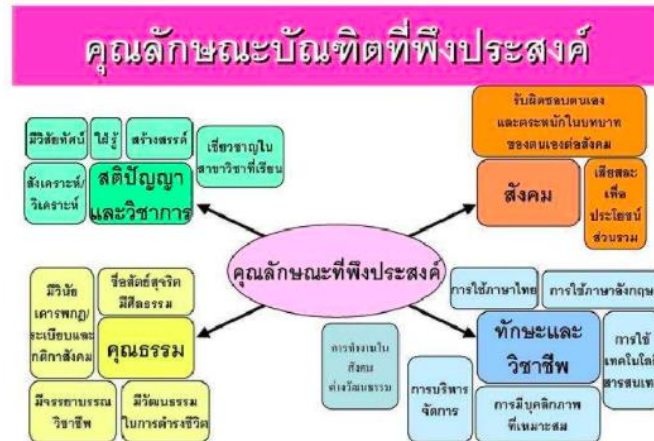 คุณลักษณะบัณฑิตที่พึงประสงค์
มีวิสัยทัศน์
ใฝ่รู้
สร้างสรรค์
เชี่ยวชาญใน
สาขาวิชาที่เรียน
สังเคราะห์/
วิเคราะห์
สติปัญญา
และวิชาการ
รับผิดชอบตนเอง
และตระหนักในบทบาท
ของตนเองต่อสังคม
สังคม
เสียสละ
เพื่อ
ประโยชน์
ส่วนรวม
คุณลักษณะที่พึงประสงค์
มีวินัย
เคารพกฎ/
ระเบียบและ
กติกาสังคม
ซื่อสัตย์สุจริต
มีศีลธรรม
คุณธรรม
มีจรรยาบรรณ
วิชาชีพ
มีวัฒนธรรม
ในการดำรงชีวิต
การใช้ภาษาไทย
การใช้ภาษาอังกฤษ
ทักษะและ
วิชาชีพ
การใช้
เทคโนโลยี
สารสนเทศ
การทำงานใน
สังคม
ต่างวัฒนธรรม
การบริหาร
จัดการ
การมีบุคลิกภาพ
ที่เหมาะสม